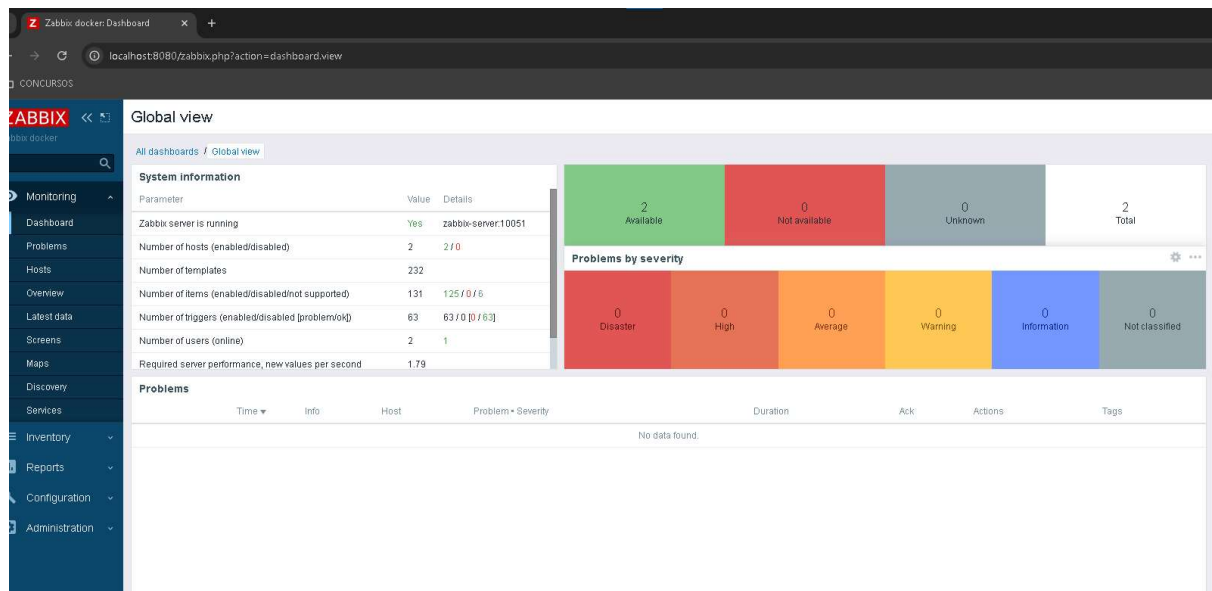 Z Zabbix docker: Dashboard × +
localhost:8080/zabbix.php?action=dashboard.view
CONCURSOS
ZABBIX
zabbix docker
Monitoring
Dashboard
Problems
Hosts
Overview
Latest data
Screens
Maps
Discovery
Services
Inventory
Reports
Configuration
Administration
Global view
All dashboards / Global view
System information
Parameter Value Details
Zabbix server is running Yes zabbix-server:10051
Number of hosts (enabled/disabled) 2 2 / 0
Number of templates 232
Number of items (enabled/disabled/not supported) 131 125 / 0 / 6
Number of triggers (enabled/disabled [problem/ok]) 63 63 / 0 [0 / 63]
Number of users (online) 2 1
Required server performance, new values per second 1.79
2 0 0 2
Available Not available Unknown Total
Problems by severity
0 0 0 0 0 0
Disaster High Average Warning Information Not classified
Problems
Time ▼ Info Host Problem • Severity Duration Ack Actions Tags
No data found.